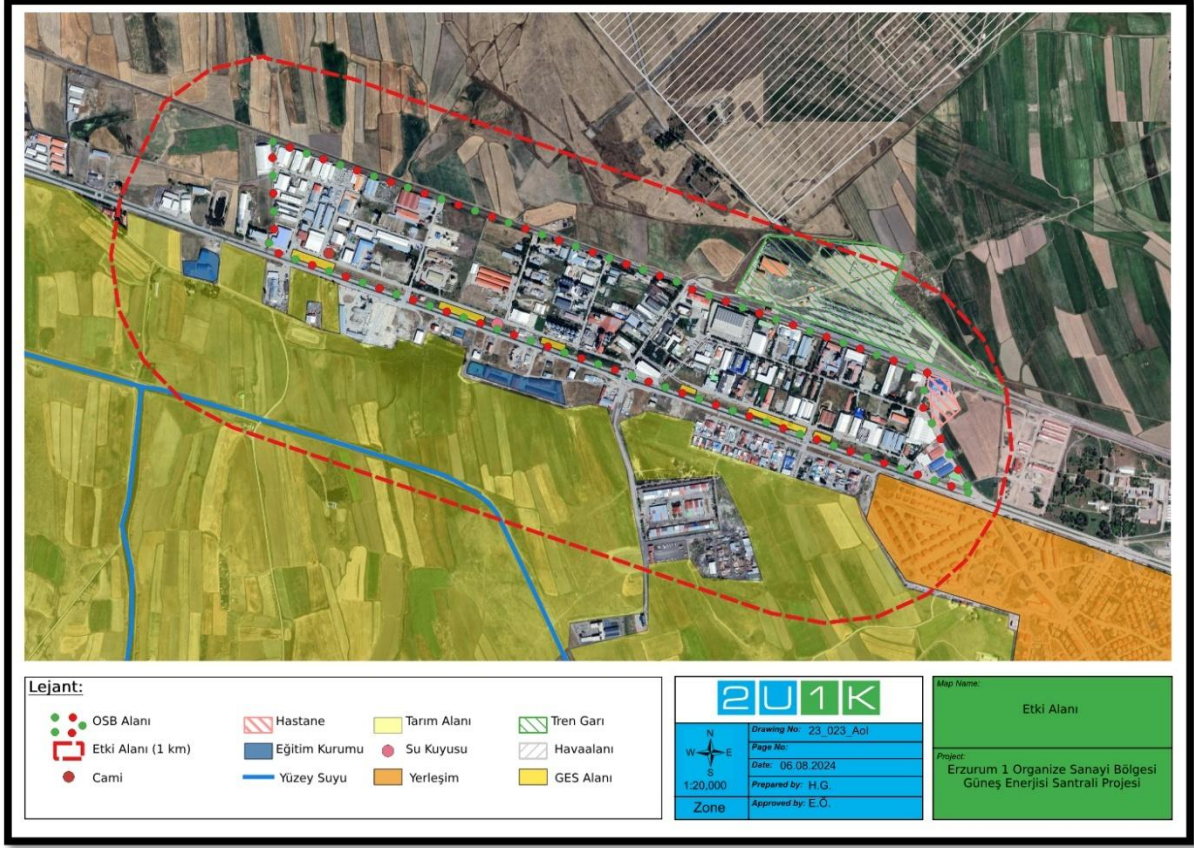 Lejant:
OSB Alanı
Etki Alanı (1 km)
Cami
Hastane
Eğitim Kurumu
Yüzey Suyu
Tarım Alanı
Su Kuyusu
Yerleşim
Tren Garı
Havaalanı
GES Alanı
2U1K
N
W E
S
1:20,000
Zone
Drawing No: 23_023_AoI
Page No:
Date: 06.08.2024
Prepared by: H.G.
Approved by: E.Ö.
Map Name:
Etki Alanı
Project:
Erzurum 1 Organize Sanayi Bölgesi
Güneş Enerjisi Santrali Projesi